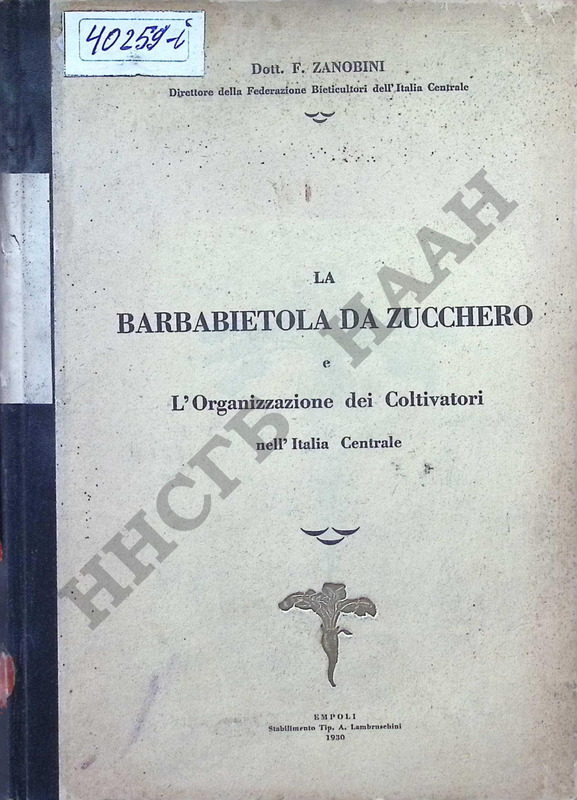 40259-i
Dott. F. ZANOBINI
Direttore della Federazione Bieticultori dell'Italia Centrale
LA
BARBABIETOLA DA ZUCCHERO
e
L'Organizzazione dei Coltivatori
nell'Italia Centrale
ННСГБ НААН
EMPOLI
Stabilimento Tip. A. Lambruschini
1930